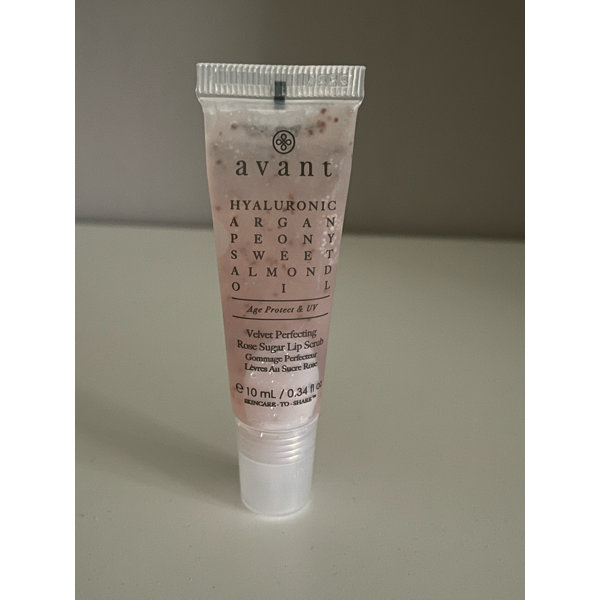 avant
HYALURONIC
ARGAN
PEONY
SWEET
ALMOND
OIL
Age Protect & UV
Velvet Perfecting
Rose Sugar Lip Scrub
Gommage Perfecteur
Lèvres Au Sucre Rose
℮ 10 mL / 0.34 fl oz
SKINCARE-TO-SHARE™